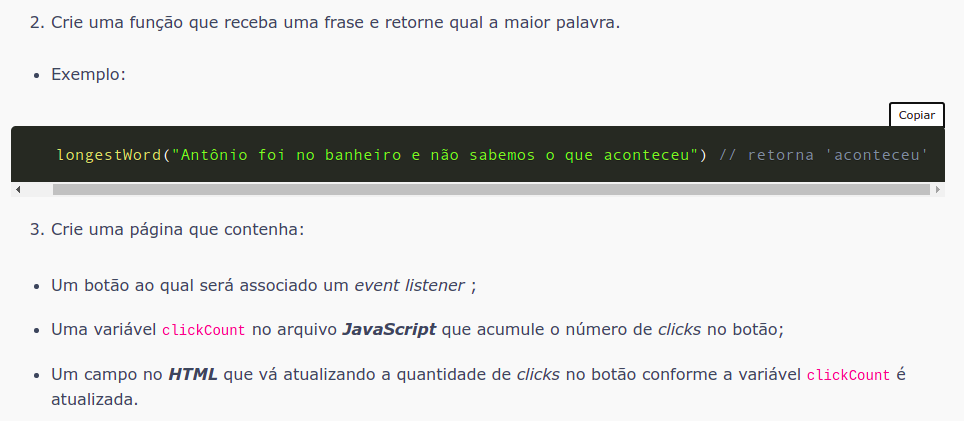 2. Crie uma função que receba uma frase e retorne qual a maior palavra.
• Exemplo:
Copiar
longestWord("Antônio foi no banheiro e não sabemos o que aconteceu") // retorna 'aconteceu'
3. Crie uma página que contenha:
• Um botão ao qual será associado um event listener ;
• Uma variável clickCount no arquivo JavaScript que acumule o número de clicks no botão;
• Um campo no HTML que vá atualizando a quantidade de clicks no botão conforme a variável clickCount é
atualizada.